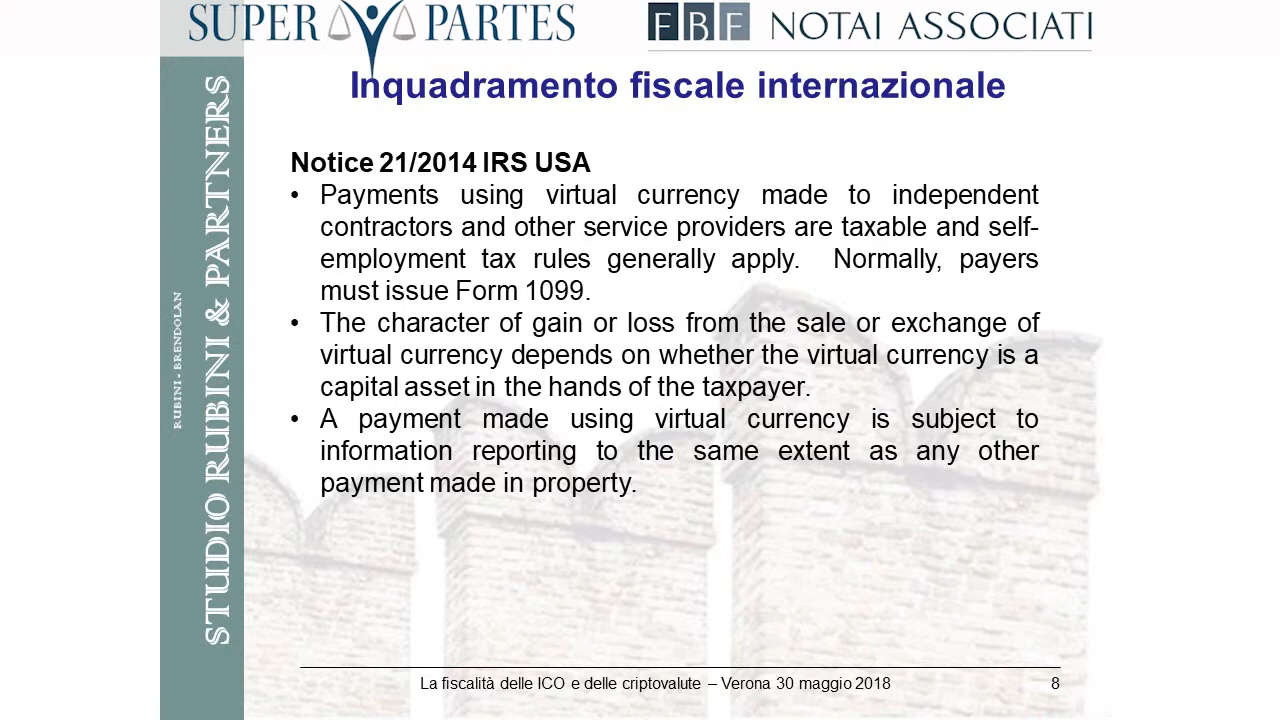 SUPER PARTES
FBF NOTAI ASSOCIATI
Inquadramento fiscale internazionale
RUBINI - BRENDOLAN
STUDIO RUBINI & PARTNERS
Notice 21/2014 IRS USA
• Payments using virtual currency made to independent
contractors and other service providers are taxable and self-
employment tax rules generally apply.  Normally, payers
must issue Form 1099.
• The character of gain or loss from the sale or exchange of
virtual currency depends on whether the virtual currency is a
capital asset in the hands of the taxpayer.
• A payment made using virtual currency is subject to
information reporting to the same extent as any other
payment made in property.
La fiscalità delle ICO e delle criptovalute – Verona 30 maggio 2018 8